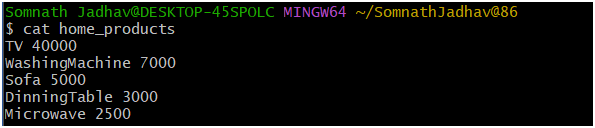 Somnath Jadhav@DESKTOP-45SPOLC MINGW64 ~/SomnathJadhav@86
$ cat home_products
TV 40000
WashingMachine 7000
Sofa 5000
DinningTable 3000
Microwave 2500